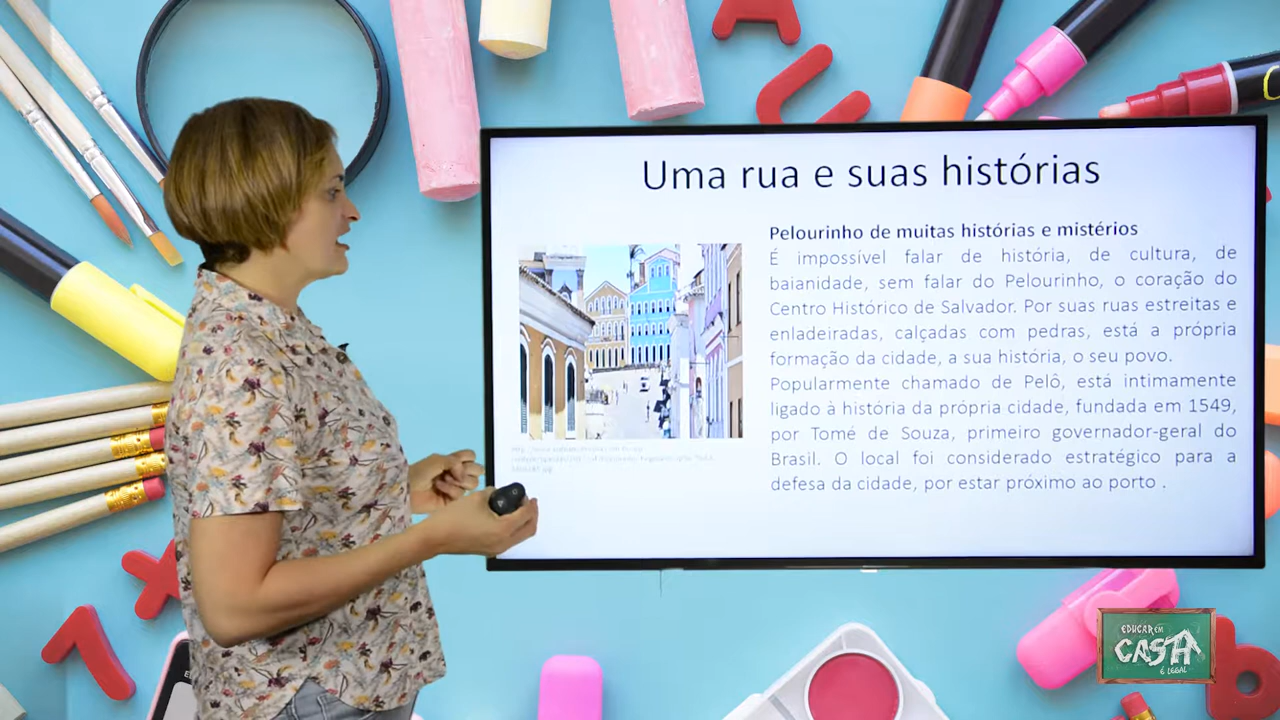 Uma rua e suas histórias
Pelourinho de muitas histórias e mistérios
É impossível falar de história, de cultura, de
baianidade, sem falar do Pelourinho, o coração do
Centro Histórico de Salvador. Por suas ruas estreitas e
enladeiradas, calçadas com pedras, está a própria
formação da cidade, a sua história, o seu povo.
Popularmente chamado de Pelô, está intimamente
ligado à história da própria cidade, fundada em 1549,
por Tomé de Souza, primeiro governador-geral do
Brasil. O local foi considerado estratégico para a
defesa da cidade, por estar próximo ao porto .
EDUCAR EM
CASA
É LEGAL